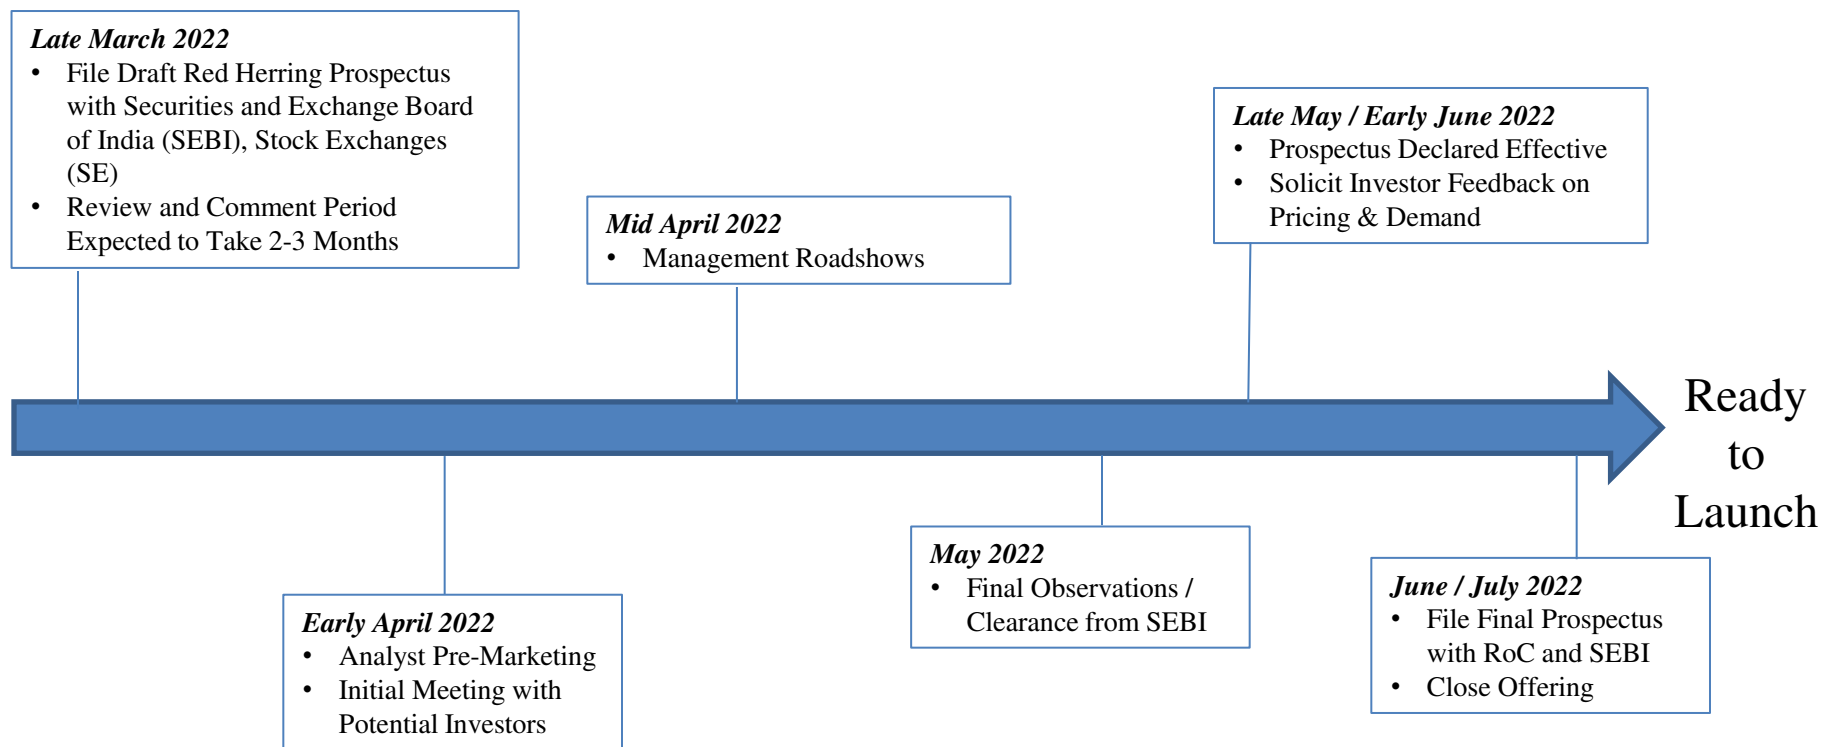 Late March 2022
• File Draft Red Herring Prospectus
with Securities and Exchange Board
of India (SEBI), Stock Exchanges
(SE)
• Review and Comment Period
Expected to Take 2-3 Months
Early April 2022
• Analyst Pre-Marketing
• Initial Meeting with
Potential Investors
Mid April 2022
• Management Roadshows
May 2022
• Final Observations /
Clearance from SEBI
Late May / Early June 2022
• Prospectus Declared Effective
• Solicit Investor Feedback on
Pricing & Demand
June / July 2022
• File Final Prospectus
with RoC and SEBI
• Close Offering
Ready
to
Launch